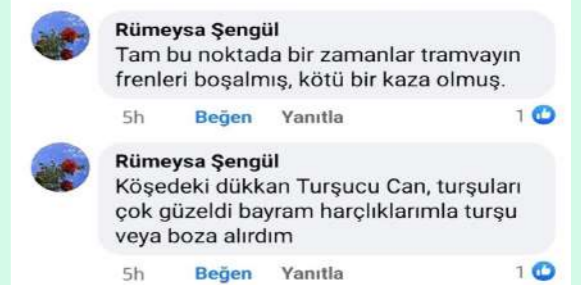 Rümeysa Şengül
Tam bu noktada bir zamanlar tramvayın
frenleri boşalmış, kötü bir kaza olmuş.
5h Beğen Yanıtla 1
Rümeysa Şengül
Köşedeki dükkan Turşucu Can, turşuları
çok güzeldi bayram harçlıklarımla turşu
veya boza alırdım
5h Beğen Yanıtla 1